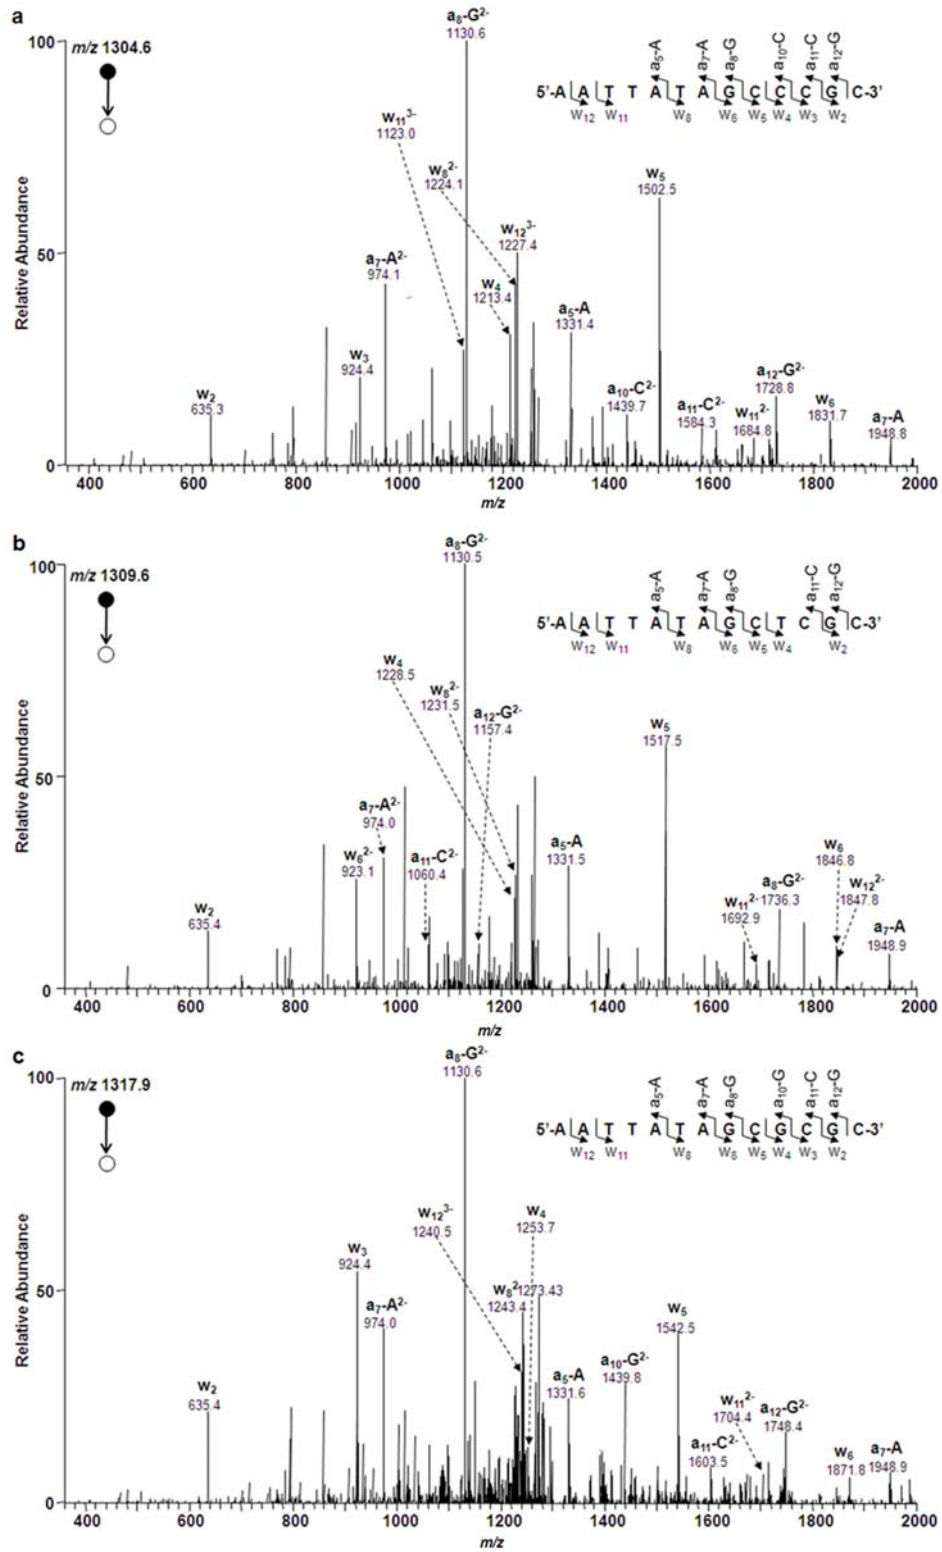 a
m/z 1304.6
a8-G2-
1130.6
a5-A
a7-A
a8-G
a10-C
a11-C
a12-G
5'-A A T T A T A G C C C G C-3'
w12 w11 w8 w6 w5 w4 w3 w2
w11 3-
1123.0
w8 2-
1224.1
w5
1502.5
w12 3-
1227.4
a7-A2-
974.1
w4
1213.4
a5-A
1331.4
w3
924.4
w2
635.3
a10-C2-
1439.7
a11-C2-
1584.3
w11 2-
1684.8
a12-G2-
1728.8
w6
1831.7
a7-A
1948.8
Relative Abundance
100
50
0
400 600 800 1000 1200 1400 1600 1800 2000
m/z
b
m/z 1309.6
a8-G2-
1130.5
a5-A
a7-A
a8-G
a11-C
a12-G
5'-A A T T A T A G C T C G C-3'
w12 w11 w8 w6 w5 w4 w2
w4
1228.5
w8 2-
1231.5
a12-G2-
1157.4
w5
1517.5
a7-A2-
974.0
w6 2-
923.1
a11-C2-
1060.4
a5-A
1331.5
w2
635.4
w11 2-
1692.9
a8-G2-
1736.3
w6
1846.8
w12 2-
1847.8
a7-A
1948.9
Relative Abundance
100
50
0
400 600 800 1000 1200 1400 1600 1800 2000
m/z
c
m/z 1317.9
a8-G2-
1130.6
a5-A
a7-A
a8-G
a10-G
a11-C
a12-G
5'-A A T T A T A G C G C G C-3'
w12 w11 w8 w6 w5 w4 w3 w2
w12 3-
1240.5
w4
1253.7
w3
924.4
a7-A2-
974.0
w8 2-
1243.4
1273.43
w5
1542.5
a5-A
1331.6
a10-G2-
1439.8
w2
635.4
a11-C2-
1603.5
w11 2-
1704.4
a12-G2-
1748.4
w6
1871.8
a7-A
1948.9
Relative Abundance
100
50
0
400 600 800 1000 1200 1400 1600 1800 2000
m/z